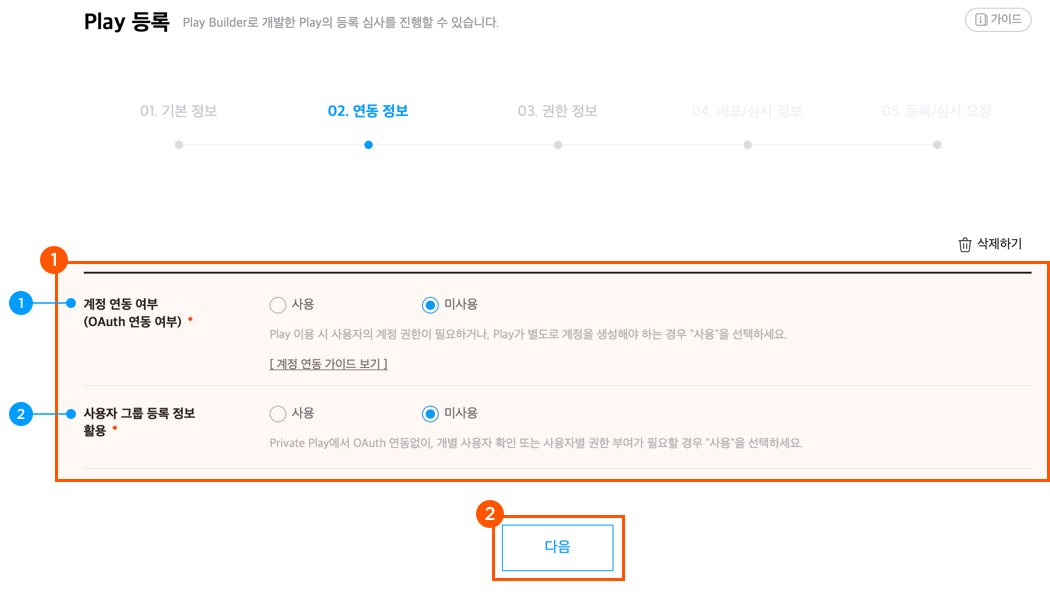 Play 등록 Play Builder로 개발한 Play의 등록 심사를 진행할 수 있습니다.
가이드
01. 기본 정보
02. 연동 정보
03. 권한 정보
04. 배포/심사 정보
05. 등록/심사 요청
삭제하기
1
1
계정 연동 여부
(OAuth 연동 여부) *
사용
미사용
Play 이용 시 사용자의 계정 권한이 필요하거나, Play가 별도로 계정을 생성해야 하는 경우 "사용"을 선택하세요.
[ 계정 연동 가이드 보기 ]
2
사용자 그룹 등록 정보
활용 *
사용
미사용
Private Play에서 OAuth 연동없이, 개별 사용자 확인 또는 사용자별 권한 부여가 필요할 경우 "사용"을 선택하세요.
2
다음